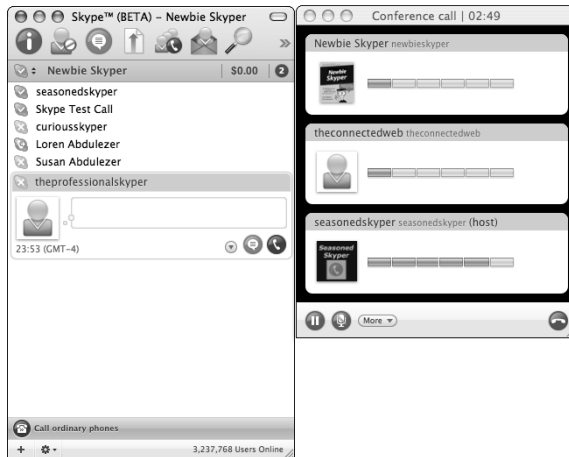 Skype™ (BETA) – Newbie Skyper
Newbie Skyper $0.00 2
seasonedskyper
Skype Test Call
curiousskyper
Loren Abdulezer
Susan Abdulezer
theprofessionalskyper
23:53 (GMT-4)
Call ordinary phones
3,237,768 Users Online
Conference call | 02:49
Newbie Skyper newbieskyper
Newbie
Skyper
theconnectedweb theconnectedweb
seasonedskyper seasonedskyper (host)
Seasoned
Skyper
More